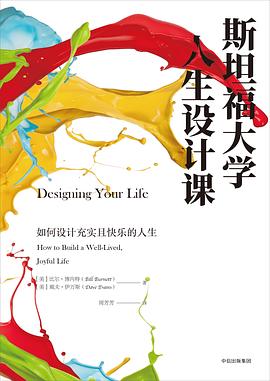 斯坦福大学
人生设计课
Designing Your Life
如何设计充实且快乐的人生
How to Build a Well-Lived,
Joyful Life
［美］比尔·博内特（Bill Burnett）
［美］戴夫·伊万斯（Dave Evans）
著
周芳芳 译
中信出版集团